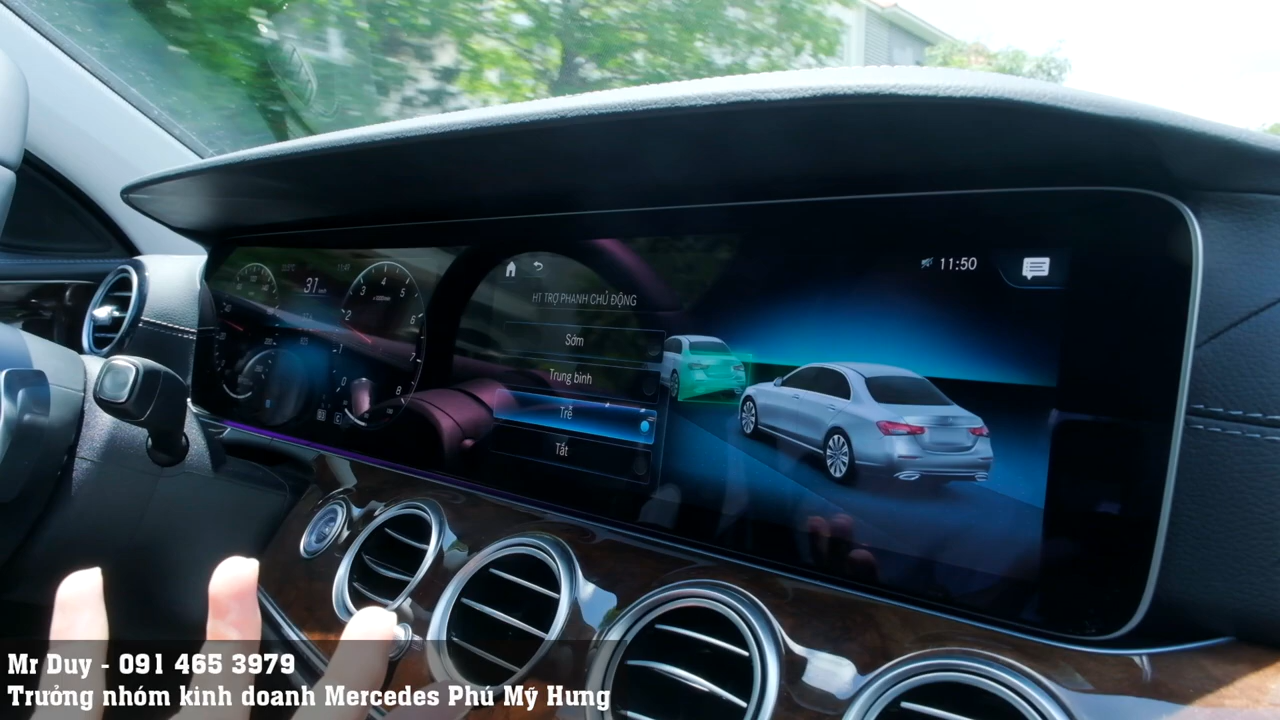 11:50
HT TRỢ PHANH CHỦ ĐỘNG
Sớm
Trung bình
Trễ
Tắt
31
Mr Duy - 091 465 3979
Trưởng nhóm kinh doanh Mercedes Phú Mỹ Hưng